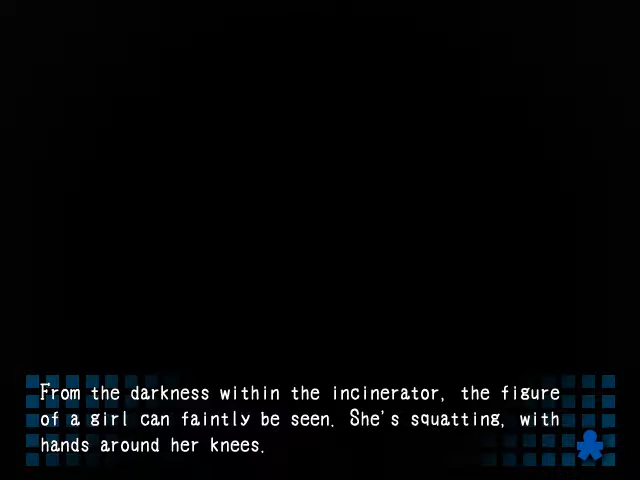 From the darkness within the incinerator, the figure
of a girl can faintly be seen. She's squatting, with
hands around her knees.